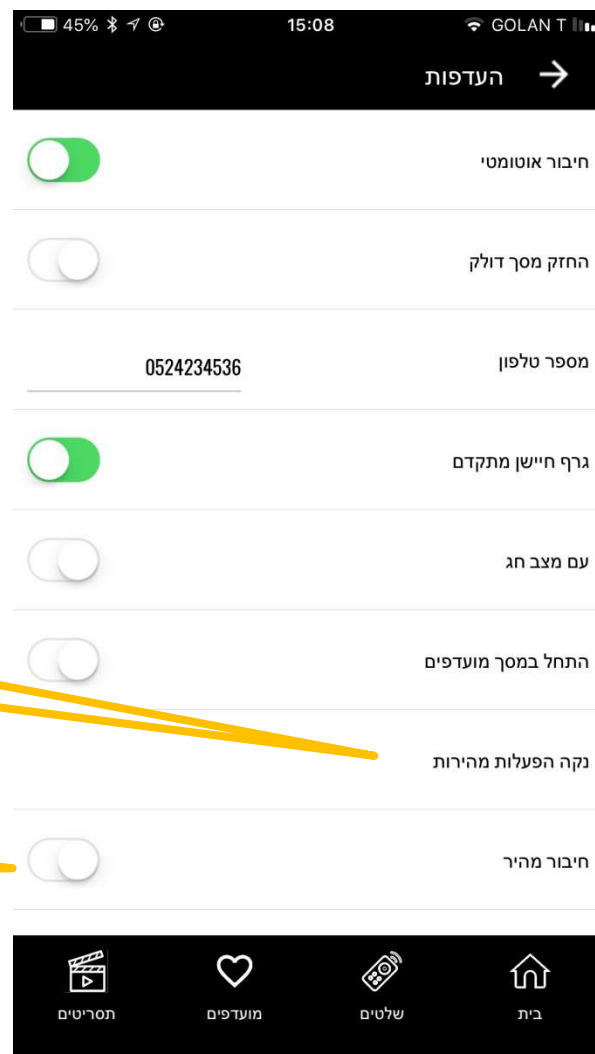 45% 15:08 GOLAN T
העדפות
חיבור אוטומטי
החזק מסך דולק
מספר טלפון 0524234536
גרף חיישן מתקדם
עם מצב חג
התחל במסך מועדפים
נקה הפעלות מהירות
חיבור מהיר
בית שלטים מועדפים תסריטים